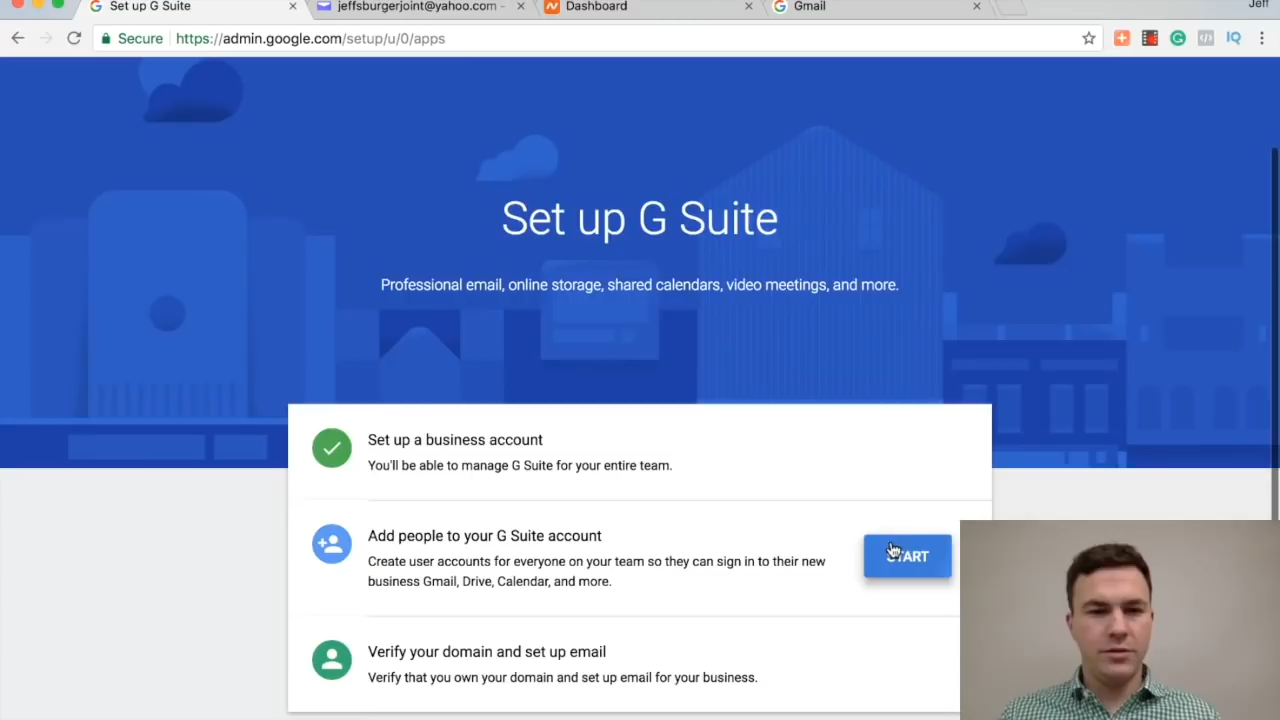 Set up G Suite
jeffsburgerjoint@yahoo.com -
Dashboard
Gmail
Jeff
Secure
https://admin.google.com/setup/u/0/apps
IQ
Set up G Suite
Professional email, online storage, shared calendars, video meetings, and more.
Set up a business account
You'll be able to manage G Suite for your entire team.
Add people to your G Suite account
Create user accounts for everyone on your team so they can sign in to their new
business Gmail, Drive, Calendar, and more.
START
Verify your domain and set up email
Verify that you own your domain and set up email for your business.